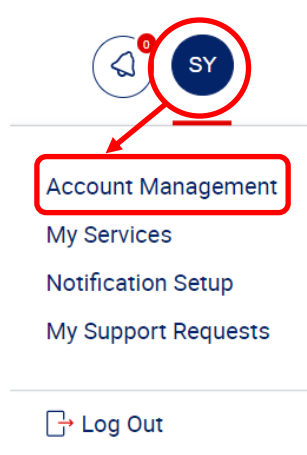 0
SY
Account Management
My Services
Notification Setup
My Support Requests
Log Out